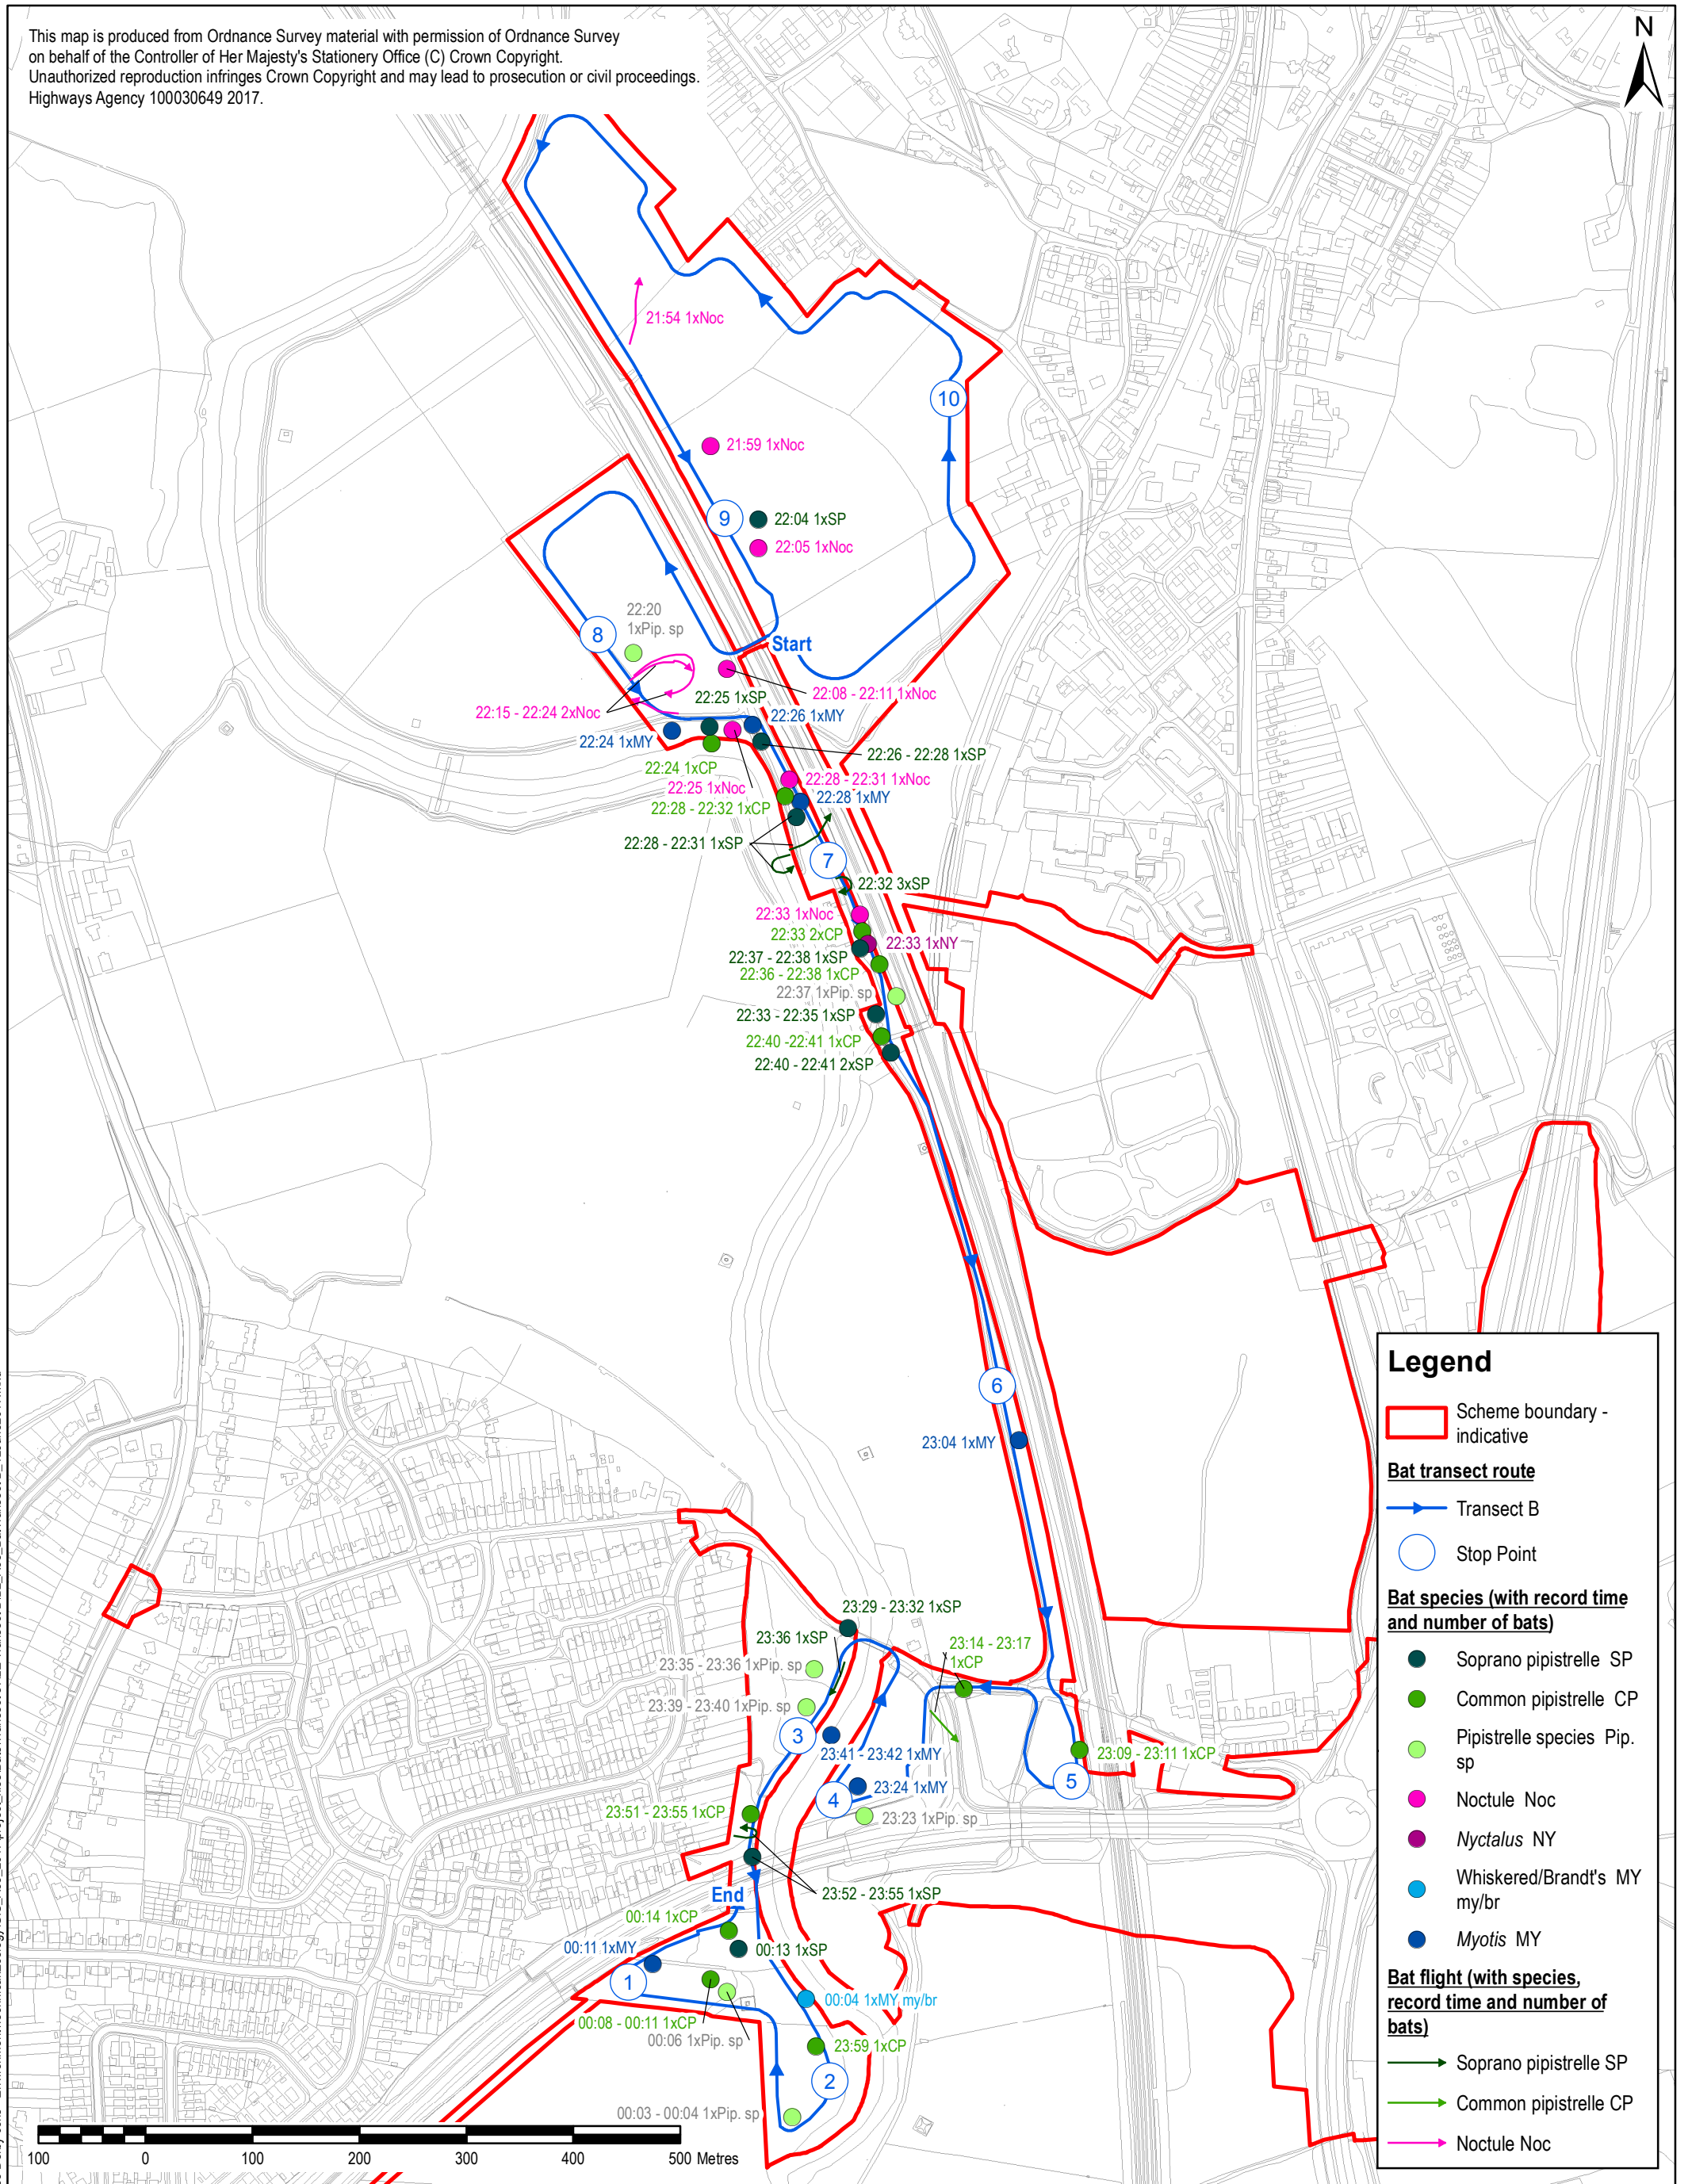 This map is produced from Ordnance Survey material with permission of Ordnance Survey
on behalf of the Controller of Her Majesty's Stationery Office (C) Crown Copyright.
Unauthorized reproduction infringes Crown Copyright and may lead to prosecution or civil proceedings.
Highways Agency 100030649 2017.
N
21:54 1xNoc
10
21:59 1xNoc
9
22:04 1xSP
22:05 1xNoc
22:20
1xPip. sp
8
Start
22:08 - 22:11 1xNoc
22:25 1xSP
22:15 - 22:24 2xNoc
22:26 1xMY
22:24 1xMY
22:26 - 22:28 1xSP
22:24 1xCP
22:28 - 22:31 1xNoc
22:25 1xNoc
22:28 1xMY
22:28 - 22:32 1xCP
22:28 - 22:31 1xSP
7
22:32 3xSP
22:33 1xNoc
22:33 2xCP
22:33 1xNY
22:37 - 22:38 1xSP
22:36 - 22:38 1xCP
22:37 1xPip. sp
22:33 - 22:35 1xSP
22:40 -22:41 1xCP
22:40 - 22:41 2xSP
6
23:04 1xMY
23:29 - 23:32 1xSP
23:36 1xSP
23:14 - 23:17
1xCP
23:35 - 23:36 1xPip. sp
23:39 - 23:40 1xPip. sp
3
23:41 - 23:42 1xMY
23:09 - 23:11 1xCP
5
23:24 1xMY
4
23:51 - 23:55 1xCP
23:23 1xPip. sp
23:52 - 23:55 1xSP
End
00:14 1xCP
00:11 1xMY
00:13 1xSP
1
00:04 1xMY my/br
00:08 - 00:11 1xCP
00:06 1xPip. sp
23:59 1xCP
2
00:03 - 00:04 1xPip. sp
100 0 100 200 300 400 500 Metres
Legend
Scheme boundary -
indicative
Bat transect route
Transect B
Stop Point
Bat species (with record time
and number of bats)
Soprano pipistrelle SP
Common pipistrelle CP
Pipistrelle species Pip.
sp
Noctule Noc
Nyctalus NY
Whiskered/Brandt's MY
my/br
Myotis MY
Bat flight (with species,
record time and number of
bats)
Soprano pipistrelle SP
Common pipistrelle CP
Noctule Noc